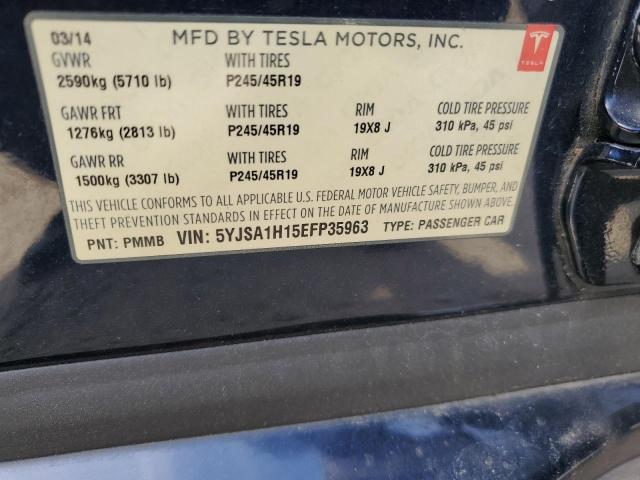 03/14 MFD BY TESLA MOTORS, INC.
GVWR WITH TIRES
2590kg (5710 lb) P245/45R19
TESLA
GAWR FRT WITH TIRES RIM COLD TIRE PRESSURE
1276kg (2813 lb) P245/45R19 19X8 J 310 kPa, 45 psi
GAWR RR WITH TIRES RIM COLD TIRE PRESSURE
1500kg (3307 lb) P245/45R19 19X8 J 310 kPa, 45 psi
THIS VEHICLE CONFORMS TO ALL APPLICABLE U.S. FEDERAL MOTOR VEHICLE SAFETY, BUMPER, AND
THEFT PREVENTION STANDARDS IN EFFECT ON THE DATE OF MANUFACTURE SHOWN ABOVE.
PNT: PMMB VIN: 5YJSA1H15EFP35963 TYPE: PASSENGER CAR